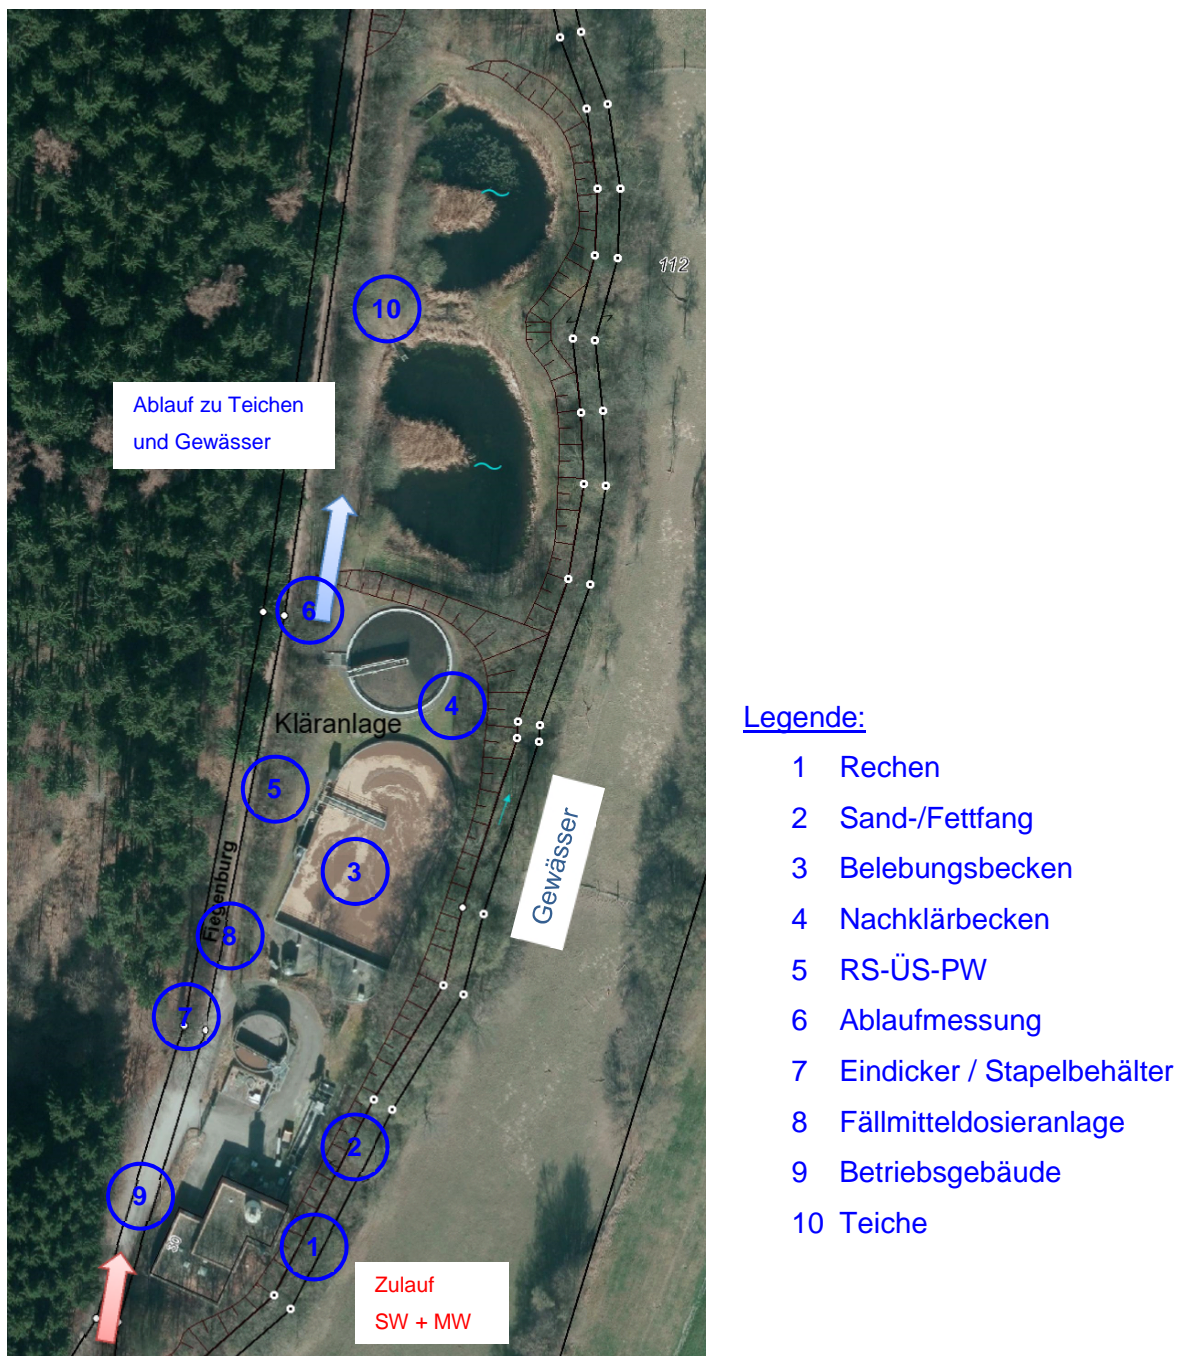 112
10
Ablauf zu Teichen
und Gewässer
6
4
Kläranlage
5
3
Gewässer
Fiegenburg
8
7
2
9
1
30
Zulauf
SW + MW
Legende:
1 Rechen
2 Sand-/Fettfang
3 Belebungsbecken
4 Nachklärbecken
5 RS-ÜS-PW
6 Ablaufmessung
7 Eindicker / Stapelbehälter
8 Fällmitteldosieranlage
9 Betriebsgebäude
10 Teiche